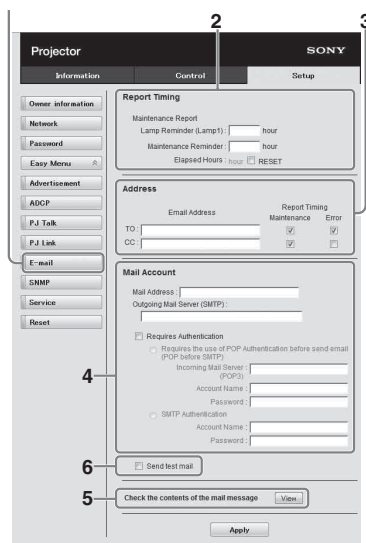 2
3
Projector
SONY
Information
Control
Setup
Owner information
Network
Password
Easy Menu
Advertisement
ADCP
PJ Talk
PJ Link
E-mail
SNMP
Service
Reset
Report Timing
Maintenance Report
Lamp Reminder (Lamp1) : hour
Maintenance Reminder : hour
Elapsed Hours : hour RESET
Address
Email Address
Report Timing
Maintenance Error
TO :
CC :
Mail Account
Mail Address :
Outgoing Mail Server (SMTP) :
Requires Authentication
Requires the use of POP Authentication before send email
(POP before SMTP)
Incoming Mail Server :
(POP3)
Account Name :
Password :
SMTP Authentication
Account Name :
Password :
4
6
Send test mail
5
Check the contents of the mail message View
Apply